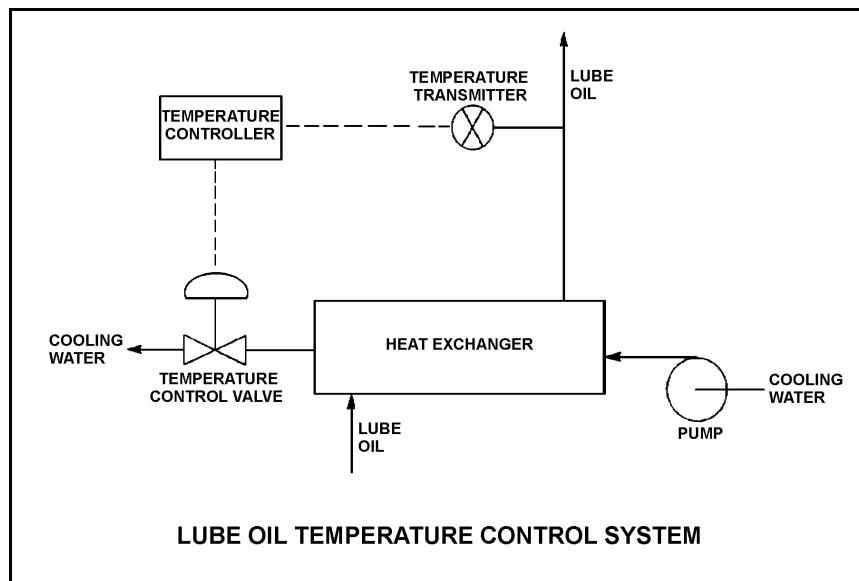 TEMPERATURE
TRANSMITTER
LUBE
OIL
TEMPERATURE
CONTROLLER
COOLING
WATER
HEAT EXCHANGER
TEMPERATURE
CONTROL VALVE
COOLING
WATER
PUMP
LUBE
OIL
LUBE OIL TEMPERATURE CONTROL SYSTEM